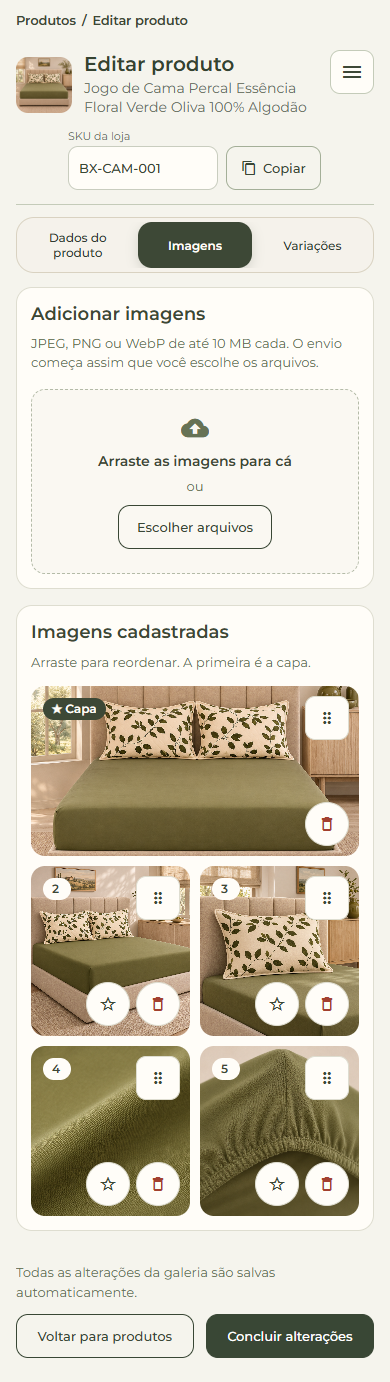 Produtos / Editar produto
Editar produto
Jogo de Cama Percal Essência
Floral Verde Oliva 100% Algodão
SKU da loja
BX-CAM-001
Copiar
Dados do
produto
Imagens
Variações
Adicionar imagens
JPEG, PNG ou WebP de até 10 MB cada. O envio
começa assim que você escolhe os arquivos.
Arraste as imagens para cá
ou
Escolher arquivos
Imagens cadastradas
Arraste para reordenar. A primeira é a capa.
Capa
2
3
4
5
Todas as alterações da galeria são salvas
automaticamente.
Voltar para produtos
Concluir alterações